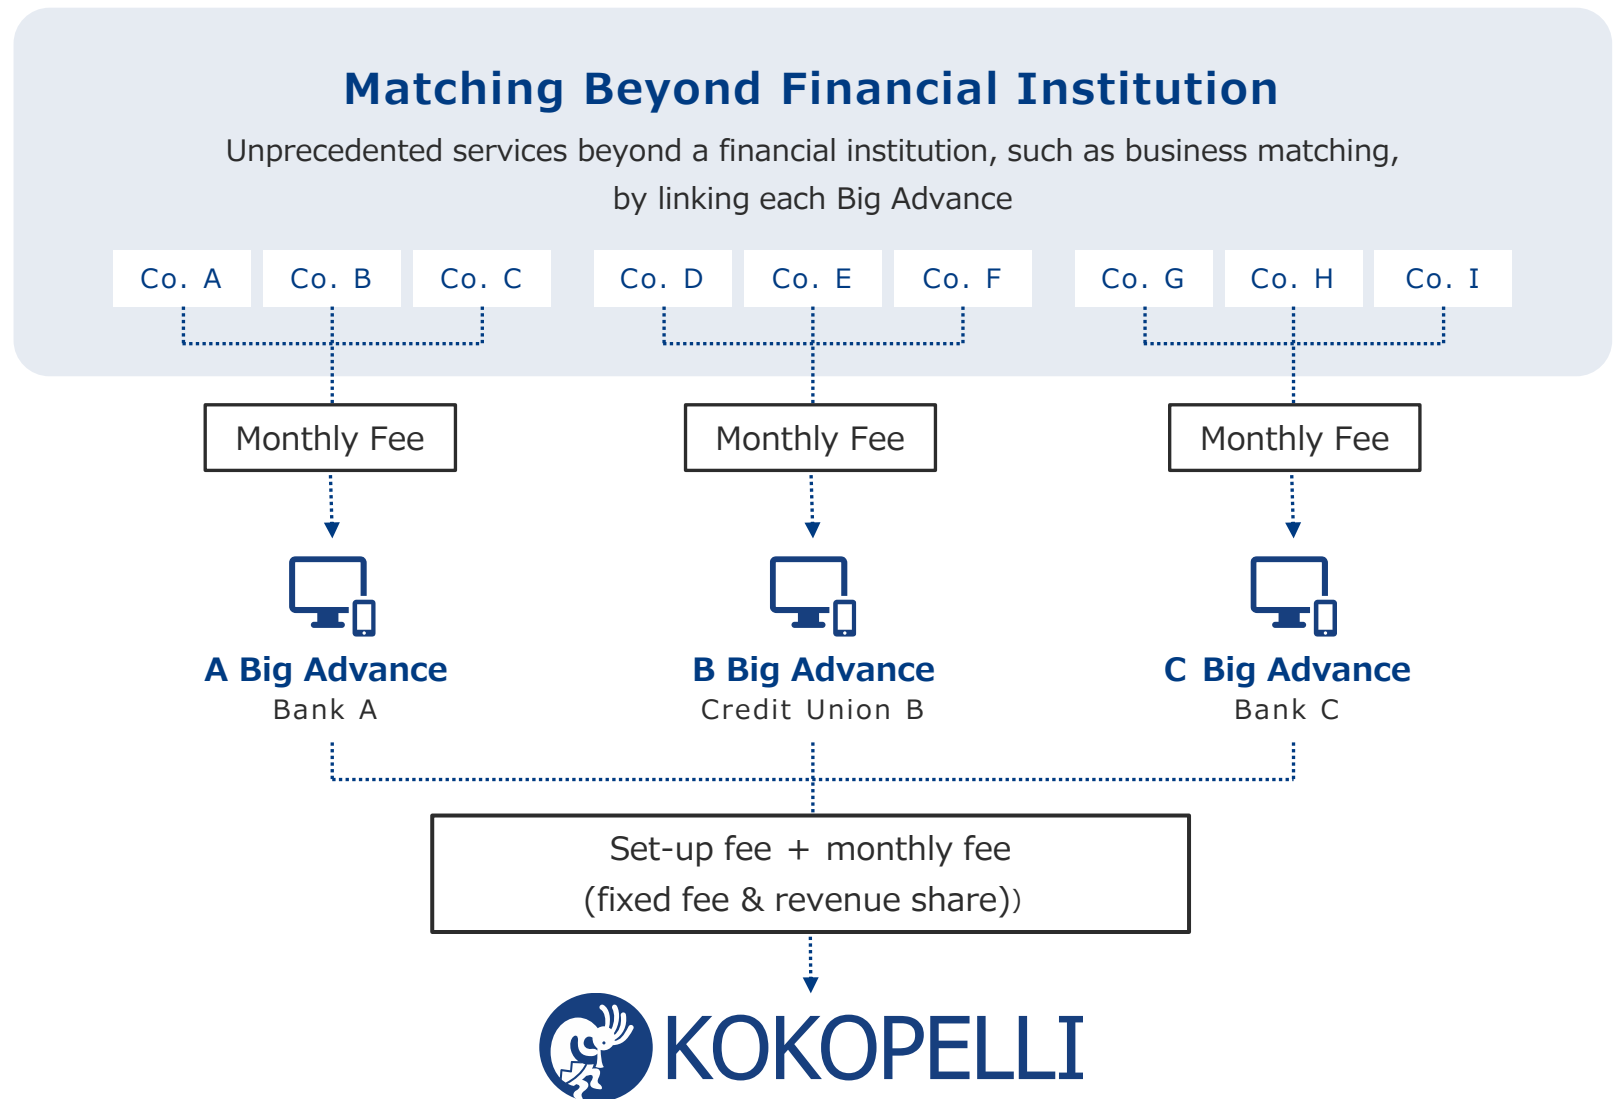 Matching Beyond Financial Institution
Unprecedented services beyond a financial institution, such as business matching,
by linking each Big Advance
Co. A Co. B Co. C Co. D Co. E Co. F Co. G Co. H Co. I
Monthly Fee Monthly Fee Monthly Fee
A Big Advance B Big Advance C Big Advance
Bank A Credit Union B Bank C
Set-up fee + monthly fee
(fixed fee & revenue share))
KOKOPELLI